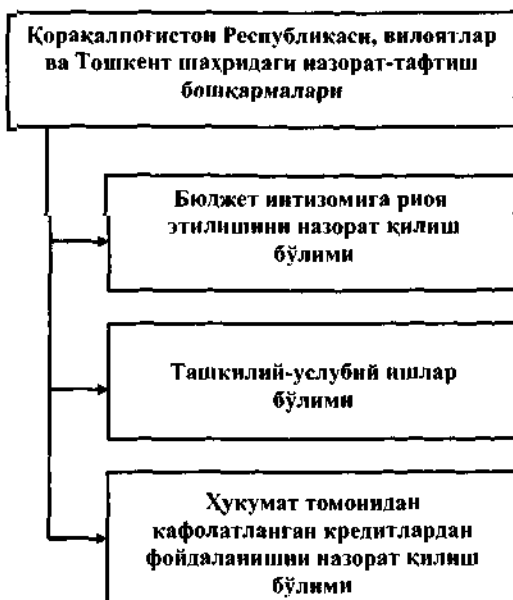 Қорақалпоғистон Республикаси, вилоятлар
ва Тошкент шаҳридаги назорат-тафтиш
бошқармалари
Бюджет интизомига риоя
этилишини назорат қилиш
бўлими
Ташкилий-услубий ишлар
бўлими
Ҳукумат томонидан
кафолатланган кредитлардан
фойдаланишни назорат қилиш
бўлими